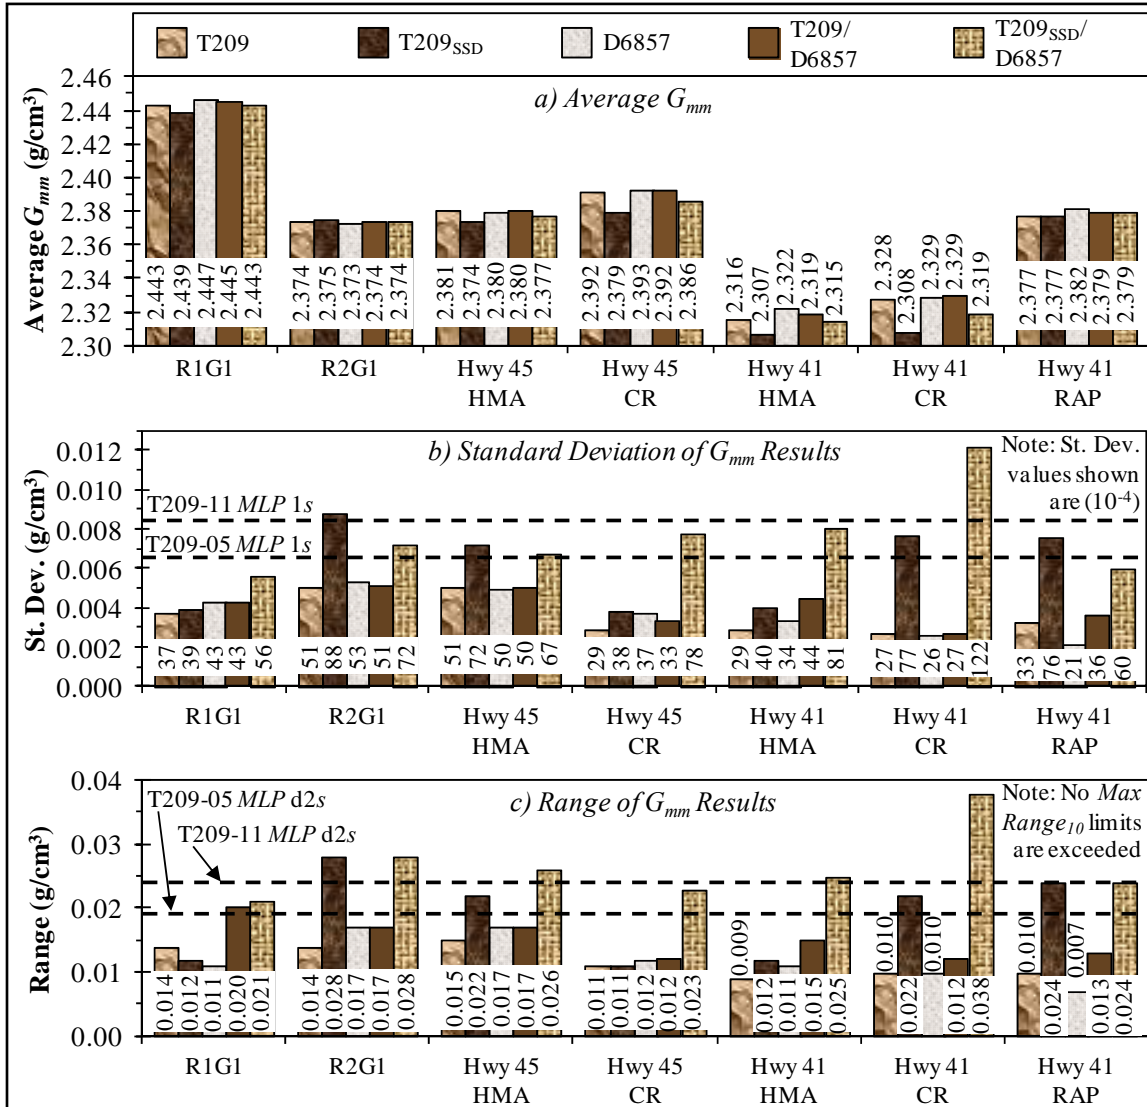 T209 T209SSD D6857 T209/ D6857 T209SSD/ D6857
a) Average Gmm
Average Gmm (g/cm³)
2.46
2.44
2.42
2.40
2.38
2.36
2.34
2.32
2.30
2.443 2.439 2.447 2.445 2.443
2.374 2.375 2.373 2.374 2.374
2.381 2.374 2.380 2.380 2.377
2.392 2.379 2.393 2.392 2.386
2.316 2.307 2.322 2.319 2.315
2.328 2.308 2.329 2.329 2.319
2.377 2.377 2.382 2.379 2.379
R1G1 R2G1 Hwy 45 Hwy 45 Hwy 41 Hwy 41 Hwy 41
HMA CR HMA CR RAP
b) Standard Deviation of Gmm Results
Note: St. Dev.
values shown
are (10⁻⁴)
T209-11 MLP 1s
T209-05 MLP 1s
St. Dev. (g/cm³)
0.012
0.010
0.008
0.006
0.004
0.002
0.000
37 39 43 43 56
51 88 53 51 72
51 72 50 50 67
29 38 37 33 78
29 40 34 44 81
27 77 26 27 122
33 76 21 36 60
R1G1 R2G1 Hwy 45 Hwy 45 Hwy 41 Hwy 41 Hwy 41
HMA CR HMA CR RAP
c) Range of Gmm Results
Note: No Max
Range10 limits
are exceeded
T209-05 MLP d2s
T209-11 MLP d2s
Range (g/cm³)
0.04
0.03
0.02
0.01
0.00
0.014 0.012 0.011 0.020 0.021
0.014 0.028 0.017 0.017 0.028
0.015 0.022 0.017 0.017 0.026
0.011 0.011 0.012 0.012 0.023
0.009 0.012 0.011 0.015 0.025
0.010 0.022 0.010 0.012 0.038
0.010 0.024 0.007 0.013 0.024
R1G1 R2G1 Hwy 45 Hwy 45 Hwy 41 Hwy 41 Hwy 41
HMA CR HMA CR RAP